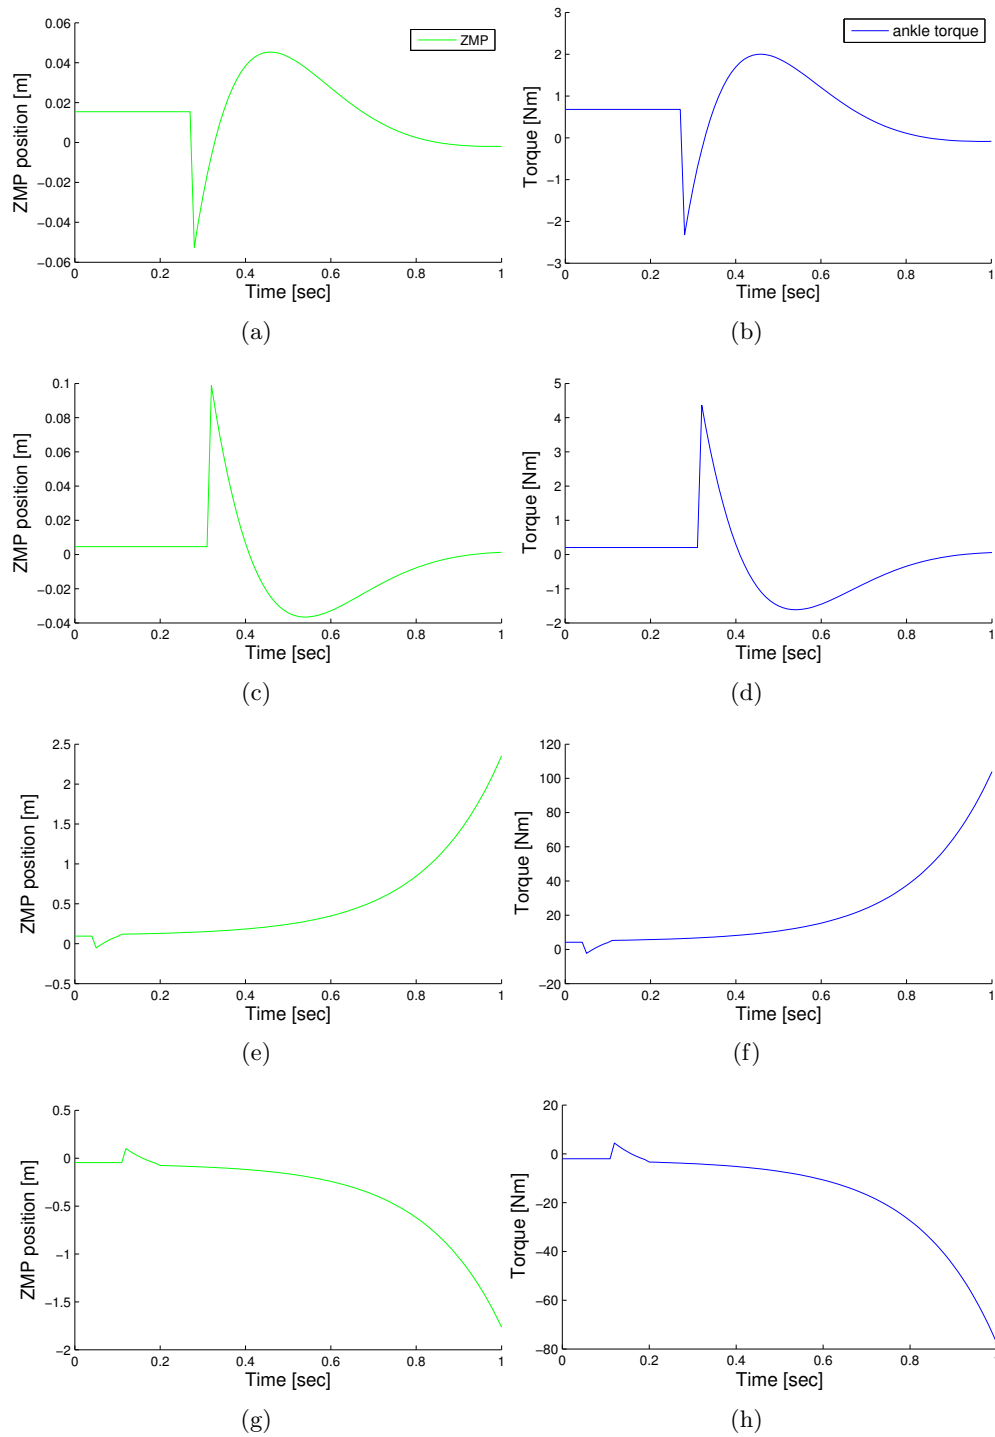 0.06
0.04
0.02
0
−0.02
−0.04
−0.06
ZMP position [m]
ZMP
0 0.2 0.4 0.6 0.8 1
Time [sec]
(a)
3
2
1
0
−1
−2
−3
Torque [Nm]
ankle torque
0 0.2 0.4 0.6 0.8 1
Time [sec]
(b)
0.1
0.08
0.06
0.04
0.02
0
−0.02
−0.04
ZMP position [m]
0 0.2 0.4 0.6 0.8 1
Time [sec]
(c)
5
4
3
2
1
0
−1
−2
Torque [Nm]
0 0.2 0.4 0.6 0.8 1
Time [sec]
(d)
2.5
2
1.5
1
0.5
0
−0.5
ZMP position [m]
0 0.2 0.4 0.6 0.8 1
Time [sec]
(e)
120
100
80
60
40
20
0
−20
Torque [Nm]
0 0.2 0.4 0.6 0.8 1
Time [sec]
(f)
0.5
0
−0.5
−1
−1.5
−2
ZMP position [m]
0 0.2 0.4 0.6 0.8 1
Time [sec]
(g)
20
0
−20
−40
−60
−80
Torque [Nm]
0 0.2 0.4 0.6 0.8
Time [sec]
(h)